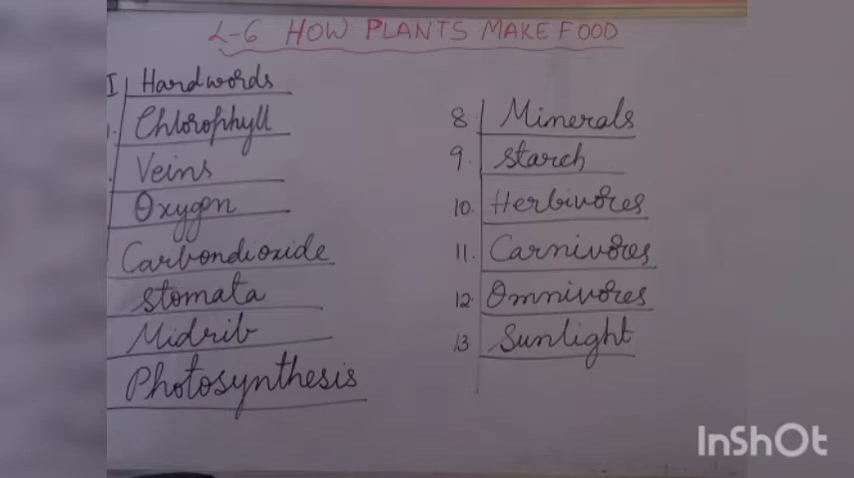 L-6 HOW PLANTS MAKE FOOD
I Hardwords
1. Chlorophyll
Veins
Oxygen
Carbondioxide
Stomata
Midrib
Photosynthesis
8 Minerals
9. Starch
10. Herbivores
11. Carnivores
12. Omnivores
13 Sunlight
InShOt